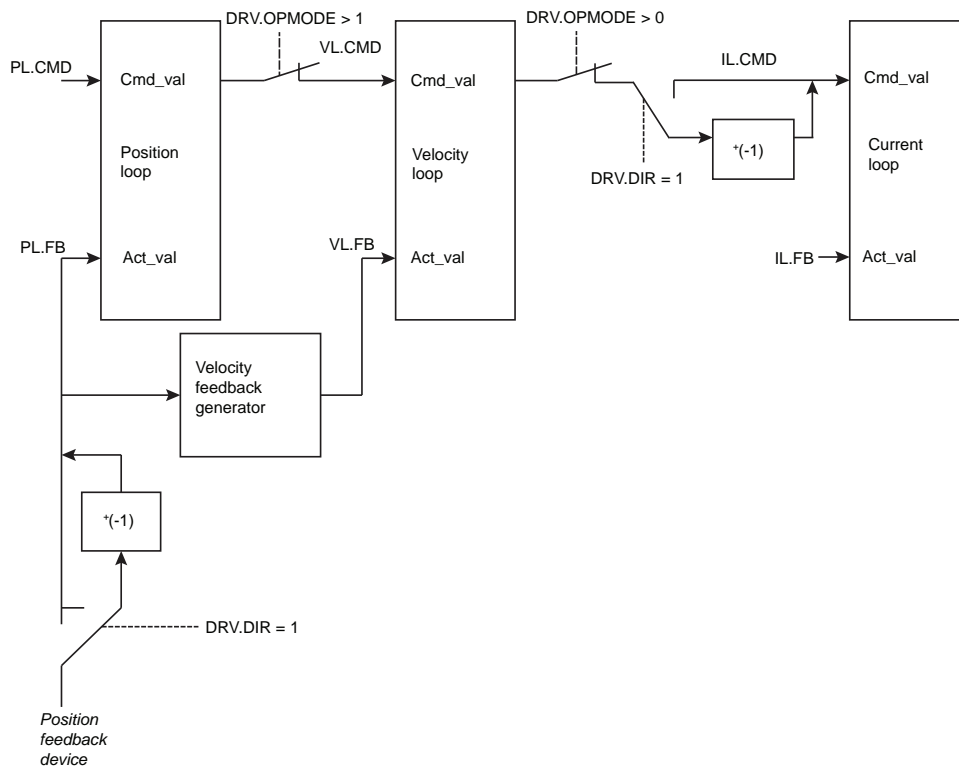 DRV.OPMODE > 1
DRV.OPMODE > 0
PL.CMD
VL.CMD
IL.CMD
Cmd_val
Cmd_val
Cmd_val
Position
loop
Velocity
loop
+(-1)
Current
loop
DRV.DIR = 1
PL.FB
Act_val
VL.FB
Act_val
IL.FB
Act_val
Velocity
feedback
generator
+(-1)
DRV.DIR = 1
Position
feedback
device